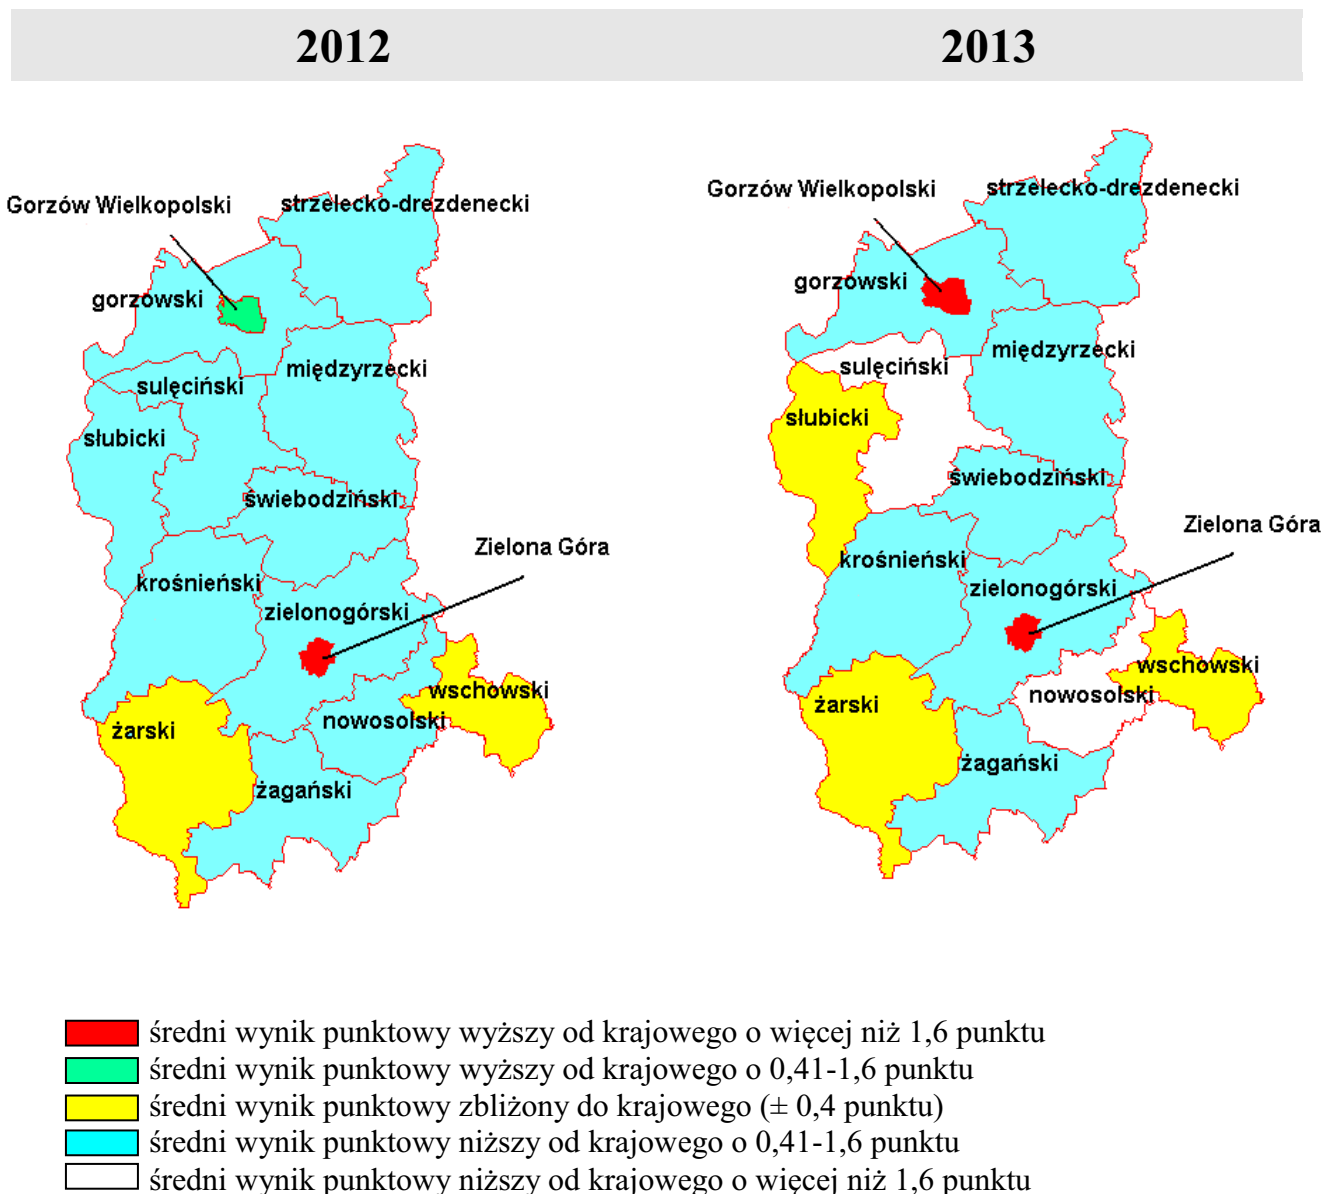 2012
2013
Gorzów Wielkopolski
strzelecko-drezdenecki
gorzowski
międzyrzecki
sulęciński
słubicki
świebodziński
Zielona Góra
krośnieński
zielonogórski
wschowski
nowosolski
żarski
żagański
Gorzów Wielkopolski
strzelecko-drezdenecki
gorzowski
międzyrzecki
sulęciński
słubicki
świebodziński
Zielona Góra
krośnieński
zielonogórski
wschowski
nowosolski
żarski
żagański
średni wynik punktowy wyższy od krajowego o więcej niż 1,6 punktu
średni wynik punktowy wyższy od krajowego o 0,41-1,6 punktu
średni wynik punktowy zbliżony do krajowego (± 0,4 punktu)
średni wynik punktowy niższy od krajowego o 0,41-1,6 punktu
średni wynik punktowy niższy od krajowego o więcej niż 1,6 punktu